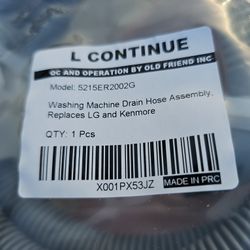 L CONTINUE
QC AND OPERATION BY OLD FRIEND INC
Model: 5215ER2002G
Washing Machine Drain Hose Assembly,
Replaces LG and Kenmore
QTY: 1 Pcs
X001PX53JZ
MADE IN PRC